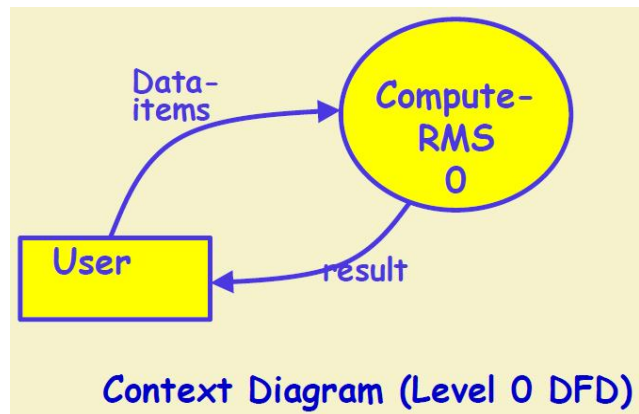 Data-
items
Compute-
RMS
0
User
result
Context Diagram (Level 0 DFD)